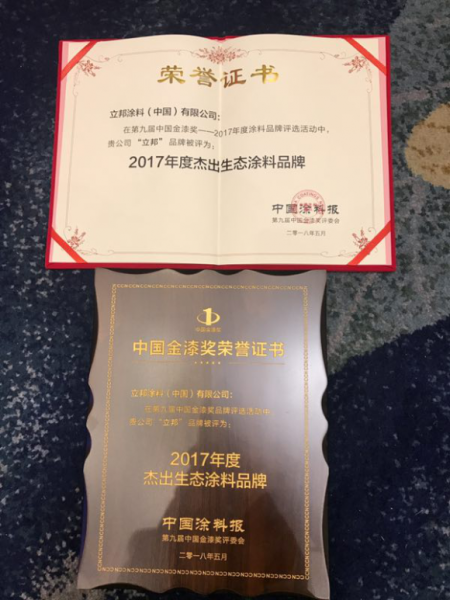 荣誉证书
立邦涂料（中国）有限公司：
在第九届中国金漆奖——2017年度涂料品牌评选活动中，
贵公司“立邦”品牌被评为：
2017年度杰出生态涂料品牌
中国涂料报
第九届中国金漆奖评委会
二零一八年五月
中国金漆奖
中国金漆奖荣誉证书
立邦涂料（中国）有限公司：
在第九届中国金漆奖品牌评选活动中
贵公司“立邦”品牌被评为：
2017年度
杰出生态涂料品牌
中国涂料报
第九届中国金漆奖评委会
二零一八年五月